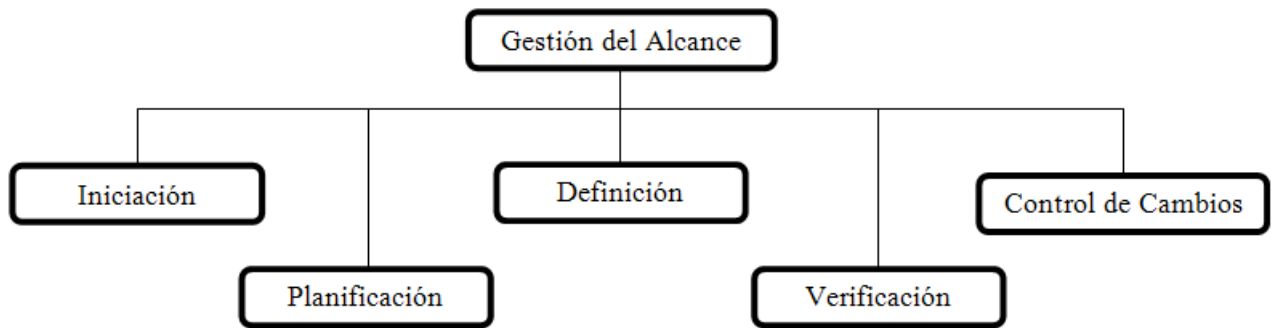 Gestión del Alcance
Iniciación
Definición
Control de Cambios
Planificación
Verificación